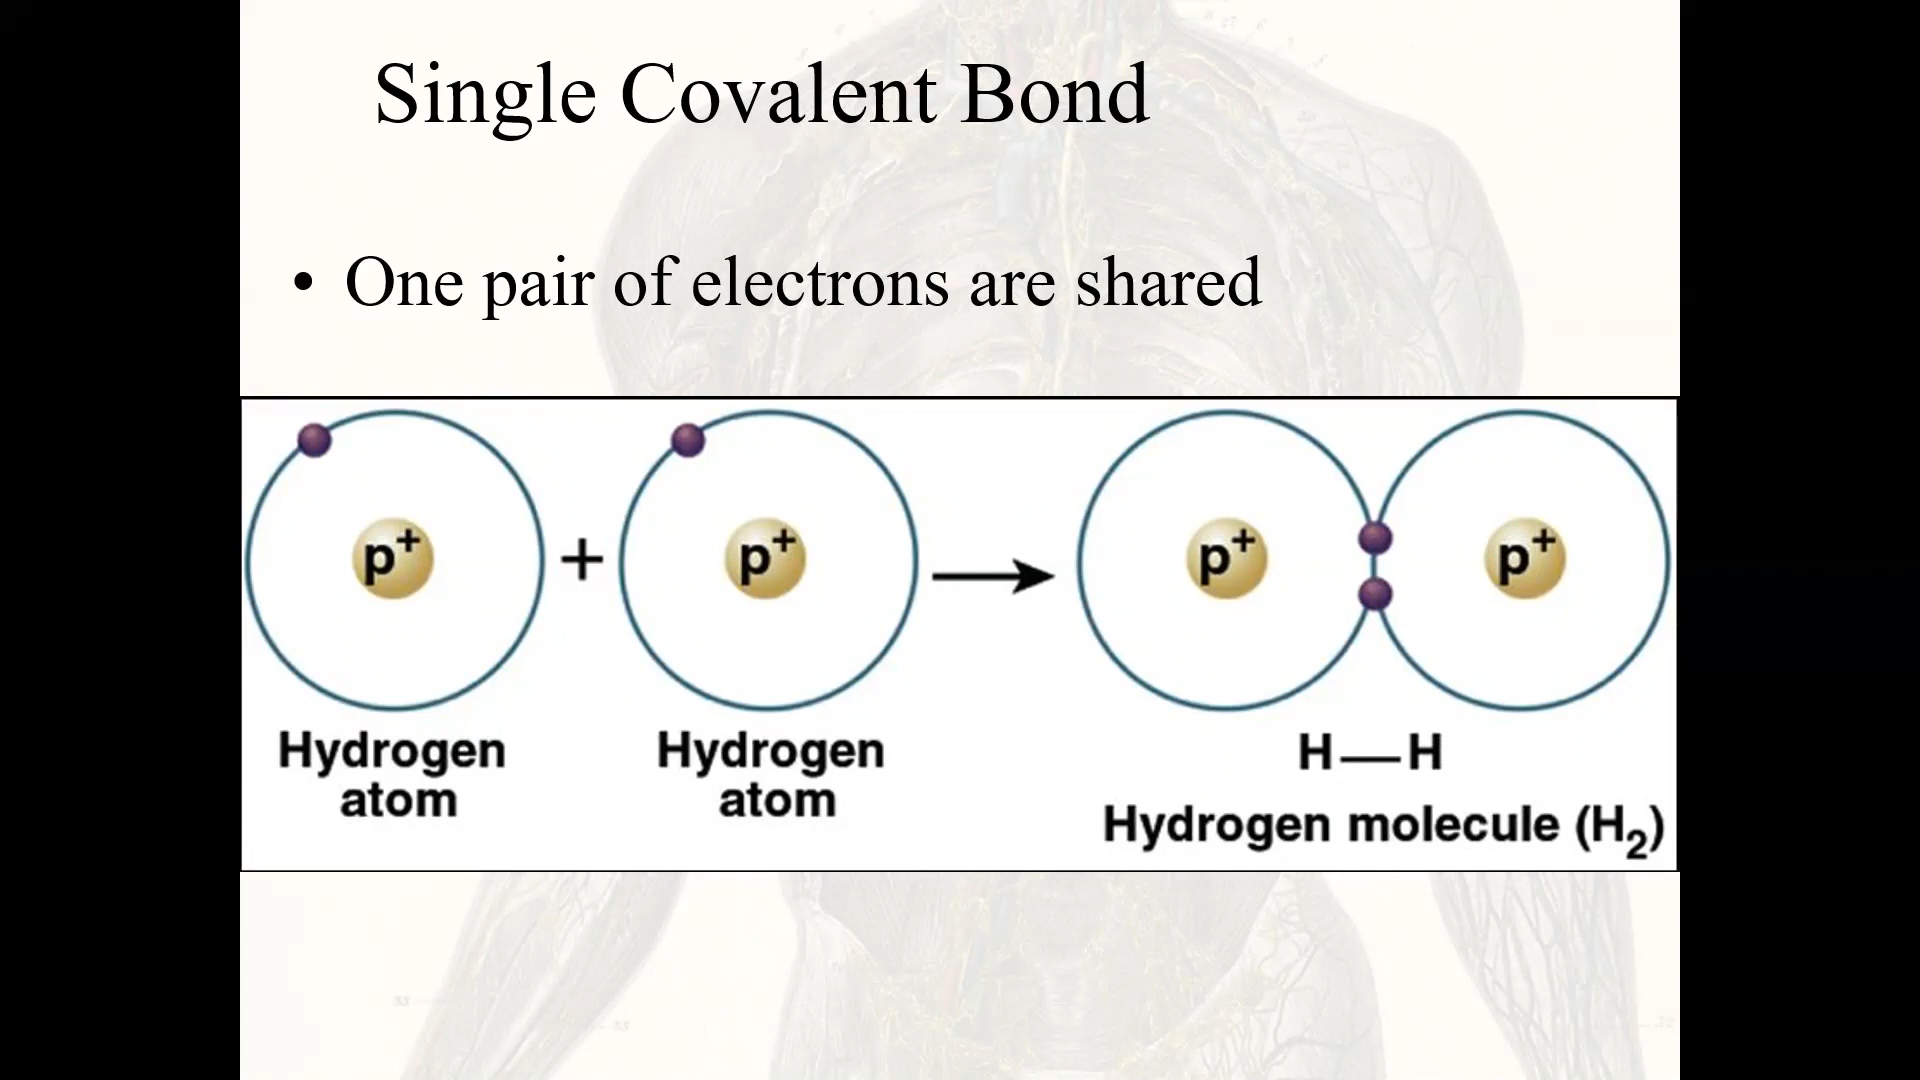 Single Covalent Bond
• One pair of electrons are shared
p+ + p+ p+ p+
Hydrogen atom
Hydrogen atom
H—H
Hydrogen molecule (H2)